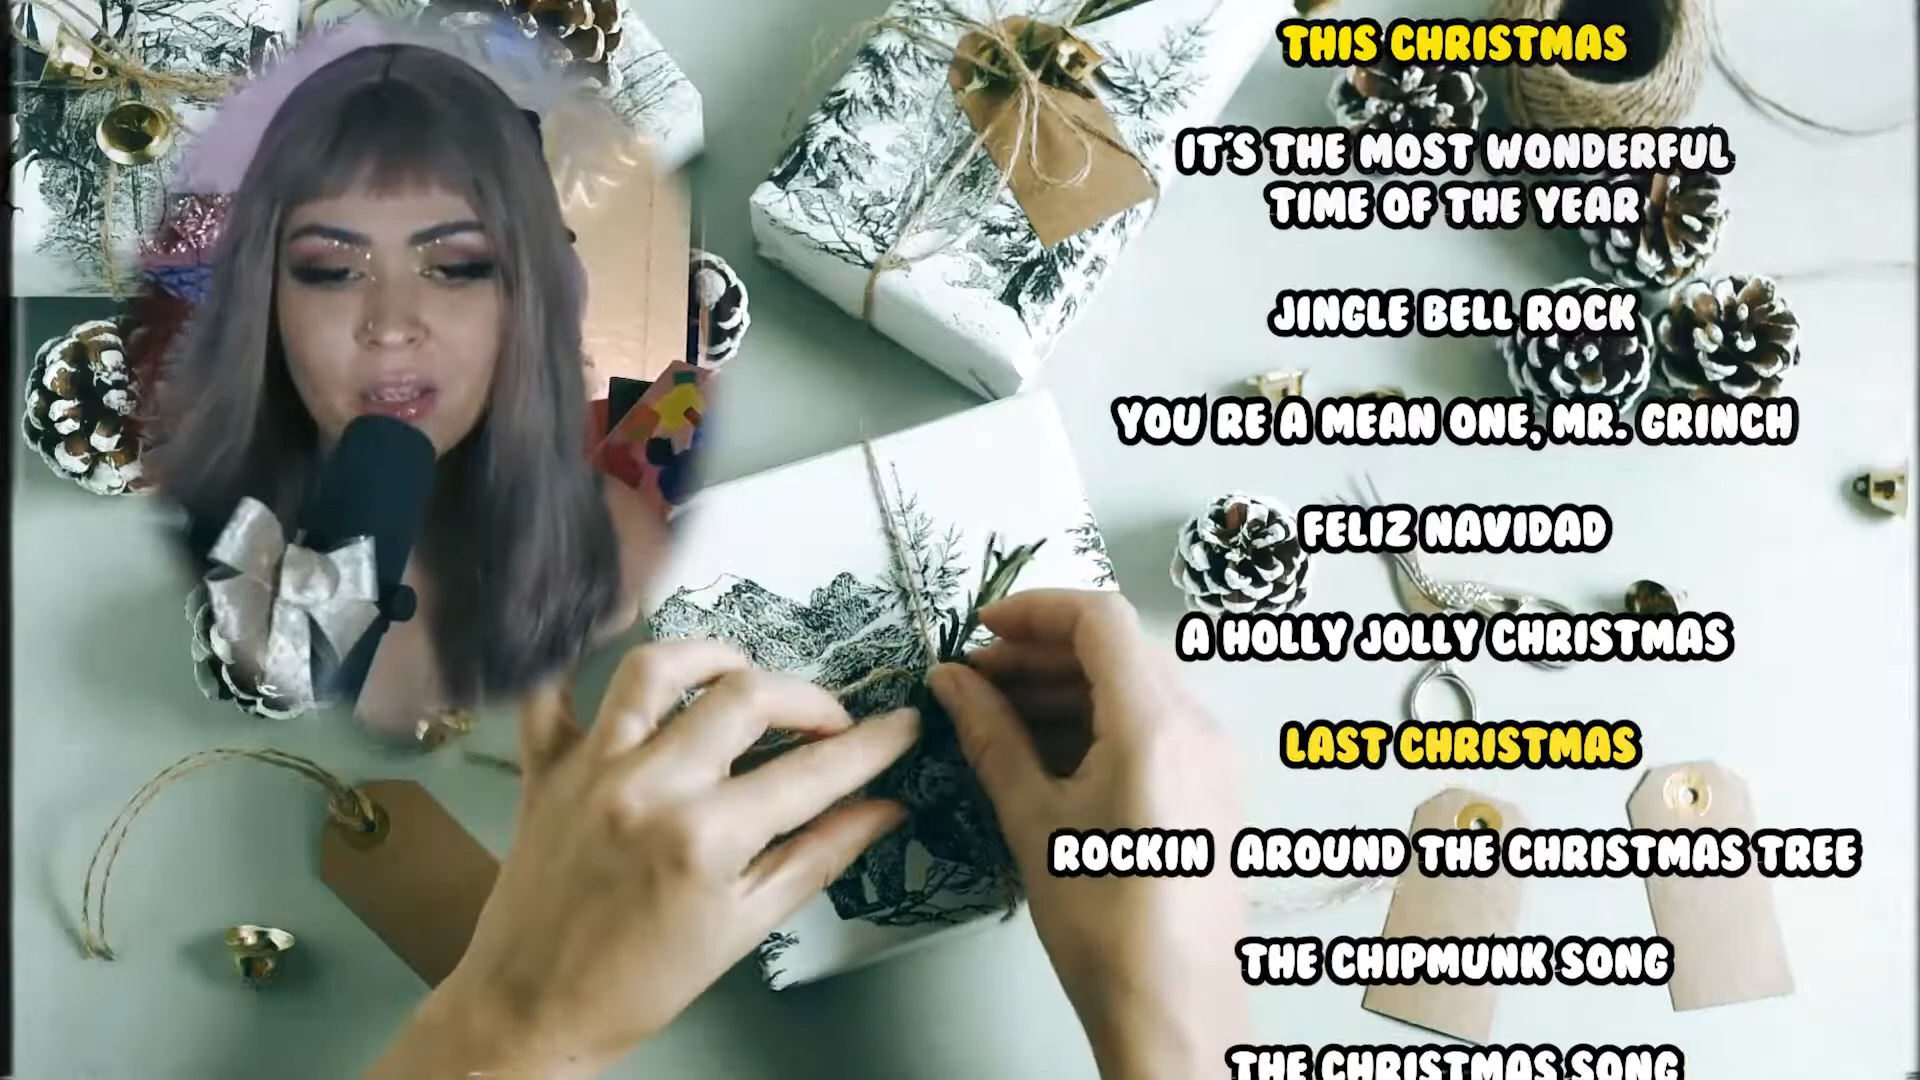 THIS CHRISTMAS
IT'S THE MOST WONDERFUL
TIME OF THE YEAR
JINGLE BELL ROCK
YOU RE A MEAN ONE, MR. GRINCH
FELIZ NAVIDAD
A HOLLY JOLLY CHRISTMAS
LAST CHRISTMAS
ROCKIN  AROUND THE CHRISTMAS TREE
THE CHIPMUNK SONG
THE CHRISTMAS SONG